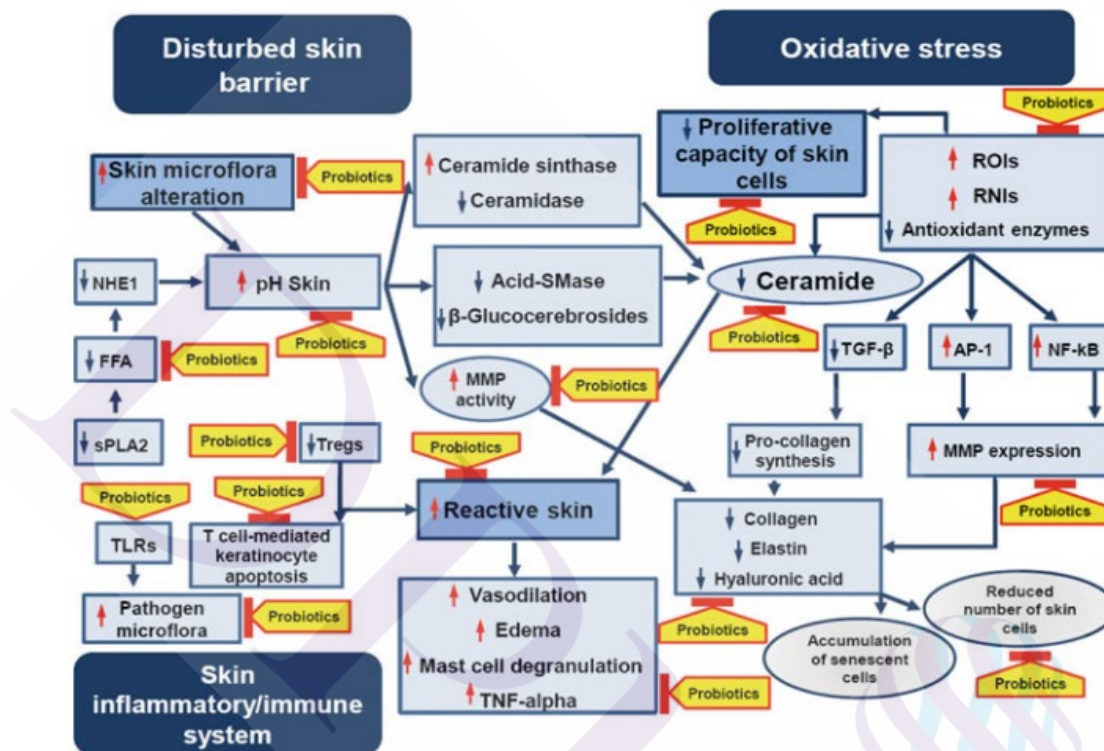 Disturbed skin
barrier
Oxidative stress
Probiotics
Proliferative
capacity of skin
cells
Probiotics
ROIs
RNIs
Antioxidant enzymes
Skin microflora
alteration
Probiotics
Ceramide sinthase
Ceramidase
NHE1
pH Skin
Probiotics
Acid-SMase
β-Glucocerebrosides
Ceramide
Probiotics
TGF-β
AP-1
NF-kB
FFA
Probiotics
MMP
activity
Probiotics
sPLA2
Probiotics
Tregs
Probiotics
Pro-collagen
synthesis
MMP expression
Probiotics
Probiotics
Probiotics
Reactive skin
TLRs
T cell-mediated
keratinocyte
apoptosis
Collagen
Elastin
Hyaluronic acid
Probiotics
Pathogen
microflora
Probiotics
Vasodilation
Edema
Mast cell degranulation
TNF-alpha
Probiotics
Reduced
number of skin
cells
Probiotics
Accumulation
of senescent
cells
Skin
inflammatory/immune
system